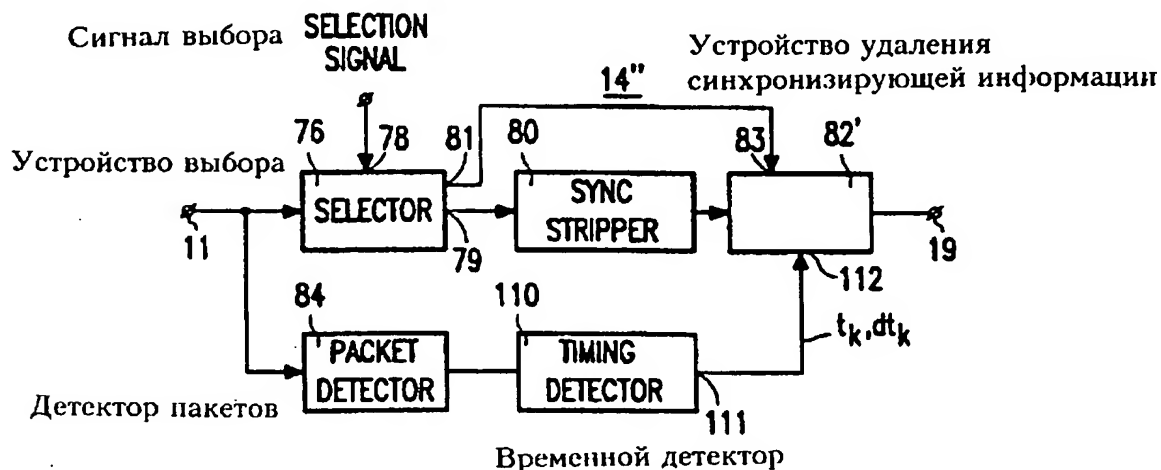 Сигнал выбора
SELECTION
SIGNAL
Устройство удаления
синхронизирующей информации
14"
76
78
81
80
83
82'
Устройство выбора
SELECTOR
SYNC
STRIPPER
11
79
19
112
84
110
t_k, dt_k
PACKET
DETECTOR
TIMING
DETECTOR
111
Детектор пакетов
Временной детектор